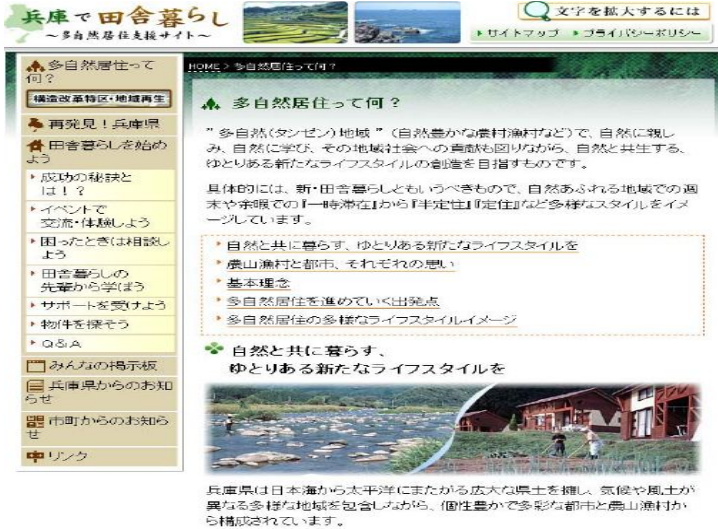 兵庫で田舎暮らし
～多自然居住支援サイト～
文字を拡大するには
サイトマップ
プライバシーポリシー
多自然居住って
何?
構造改革特区・地域再生
再発見!兵庫県
田舎暮らしを始め
よう
成功の秘訣と
は!?
イベントで
交流・体験しよう
困ったときは相談し
よう
田舎暮らしの
先輩から学ぼう
サポートを受けよう
物件を探そう
Q&A
みんなの掲示板
兵庫県からのお知
らせ
市町からのお知ら
せ
リンク
HOME > 多自然居住って何?
多自然居住って何?
"多自然(タシゼン)地域"(自然豊かな農村漁村など)で、自然に親し
み、自然に学び、その地域社会への貢献も図りながら、自然と共生する、
ゆとりある新たなライフスタイルの創造を目指すものです。
具体的には、新・田舎暮らしともいうべきもので、自然あふれる地域での週
末や余暇での『一時滞在』から『半定住』『定住』など多様なスタイルをイメ
ージしています。
自然と共に暮らす、ゆとりある新たなライフスタイルを
農山漁村と都市、それぞれの思い
基本理念
多自然居住を進めていく出発点
多自然居住の多様なライフスタイルイメージ
自然と共に暮らす、
ゆとりある新たなライフスタイルを
兵庫県は日本海から太平洋にまたがる広大な県土を擁し、気候や風土が
異なる多様な地域を包含しながら、個性豊かで多彩な都市と農山漁村か
ら構成されています。